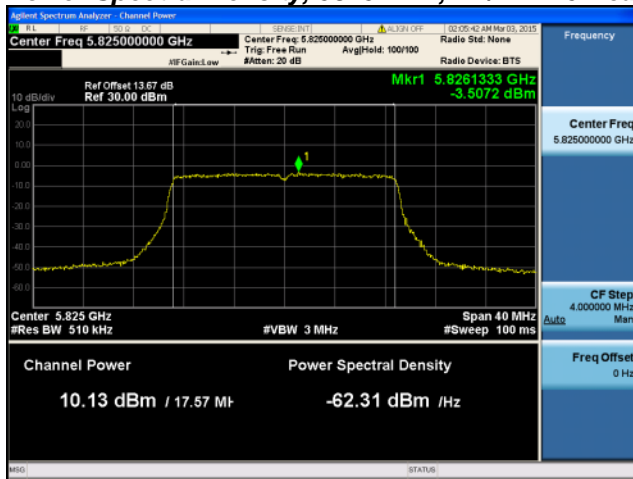 Agilent Spectrum Analyzer - Channel Power
RL RF 50 Ω DC SENSE:INT ALIGN OFF 02:05:42 AM Mar 03, 2015
Center Freq 5.825000000 GHz
Center Freq: 5.825000000 GHz
Radio Std: None
Trig: Free Run Avg|Hold: 100/100
#IFGain:Low #Atten: 20 dB Radio Device: BTS
Frequency
Mkr1 5.8261333 GHz
-3.5072 dBm
Ref Offset 13.67 dB
10 dB/div Ref 30.00 dBm
Log
20.0
10.0
0.00
-10.0
-20.0
-30.0
-40.0
-50.0
-60.0
1
Center 5.825 GHz Span 40 MHz
#Res BW 510 kHz #VBW 3 MHz #Sweep 100 ms
Channel Power Power Spectral Density
10.13 dBm / 17.57 MH -62.31 dBm /Hz
Center Freq
5.825000000 GHz
CF Step
4.000000 MHz
Auto Man
Freq Offset
0 Hz
MSG STATUS